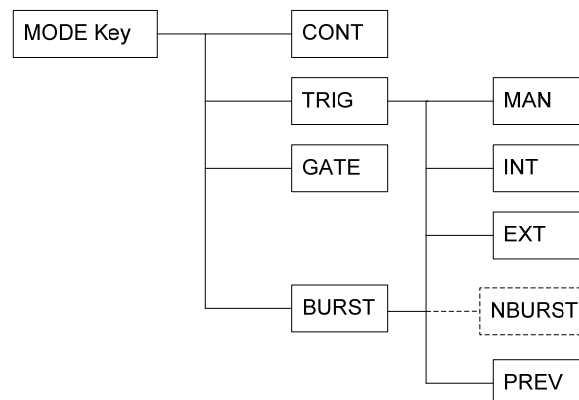 MODE Key
CONT
TRIG
MAN
GATE
INT
EXT
BURST
NBURST
PREV